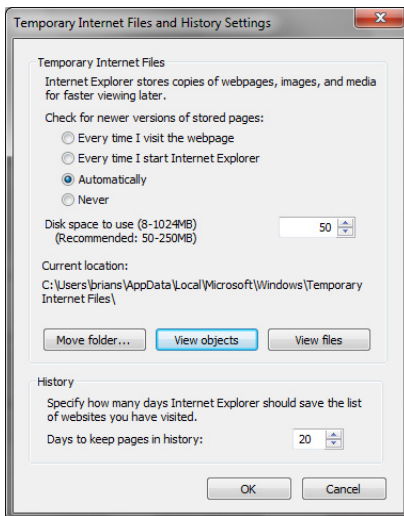 Temporary Internet Files and History Settings
Temporary Internet Files
Internet Explorer stores copies of webpages, images, and media
for faster viewing later.
Check for newer versions of stored pages:
Every time I visit the webpage
Every time I start Internet Explorer
Automatically
Never
Disk space to use (8-1024MB)
50
(Recommended: 50-250MB)
Current location:
C:\Users\brians\AppData\Local\Microsoft\Windows\Temporary
Internet Files\
Move folder... View objects View files
History
Specify how many days Internet Explorer should save the list
of websites you have visited.
Days to keep pages in history: 20
OK Cancel